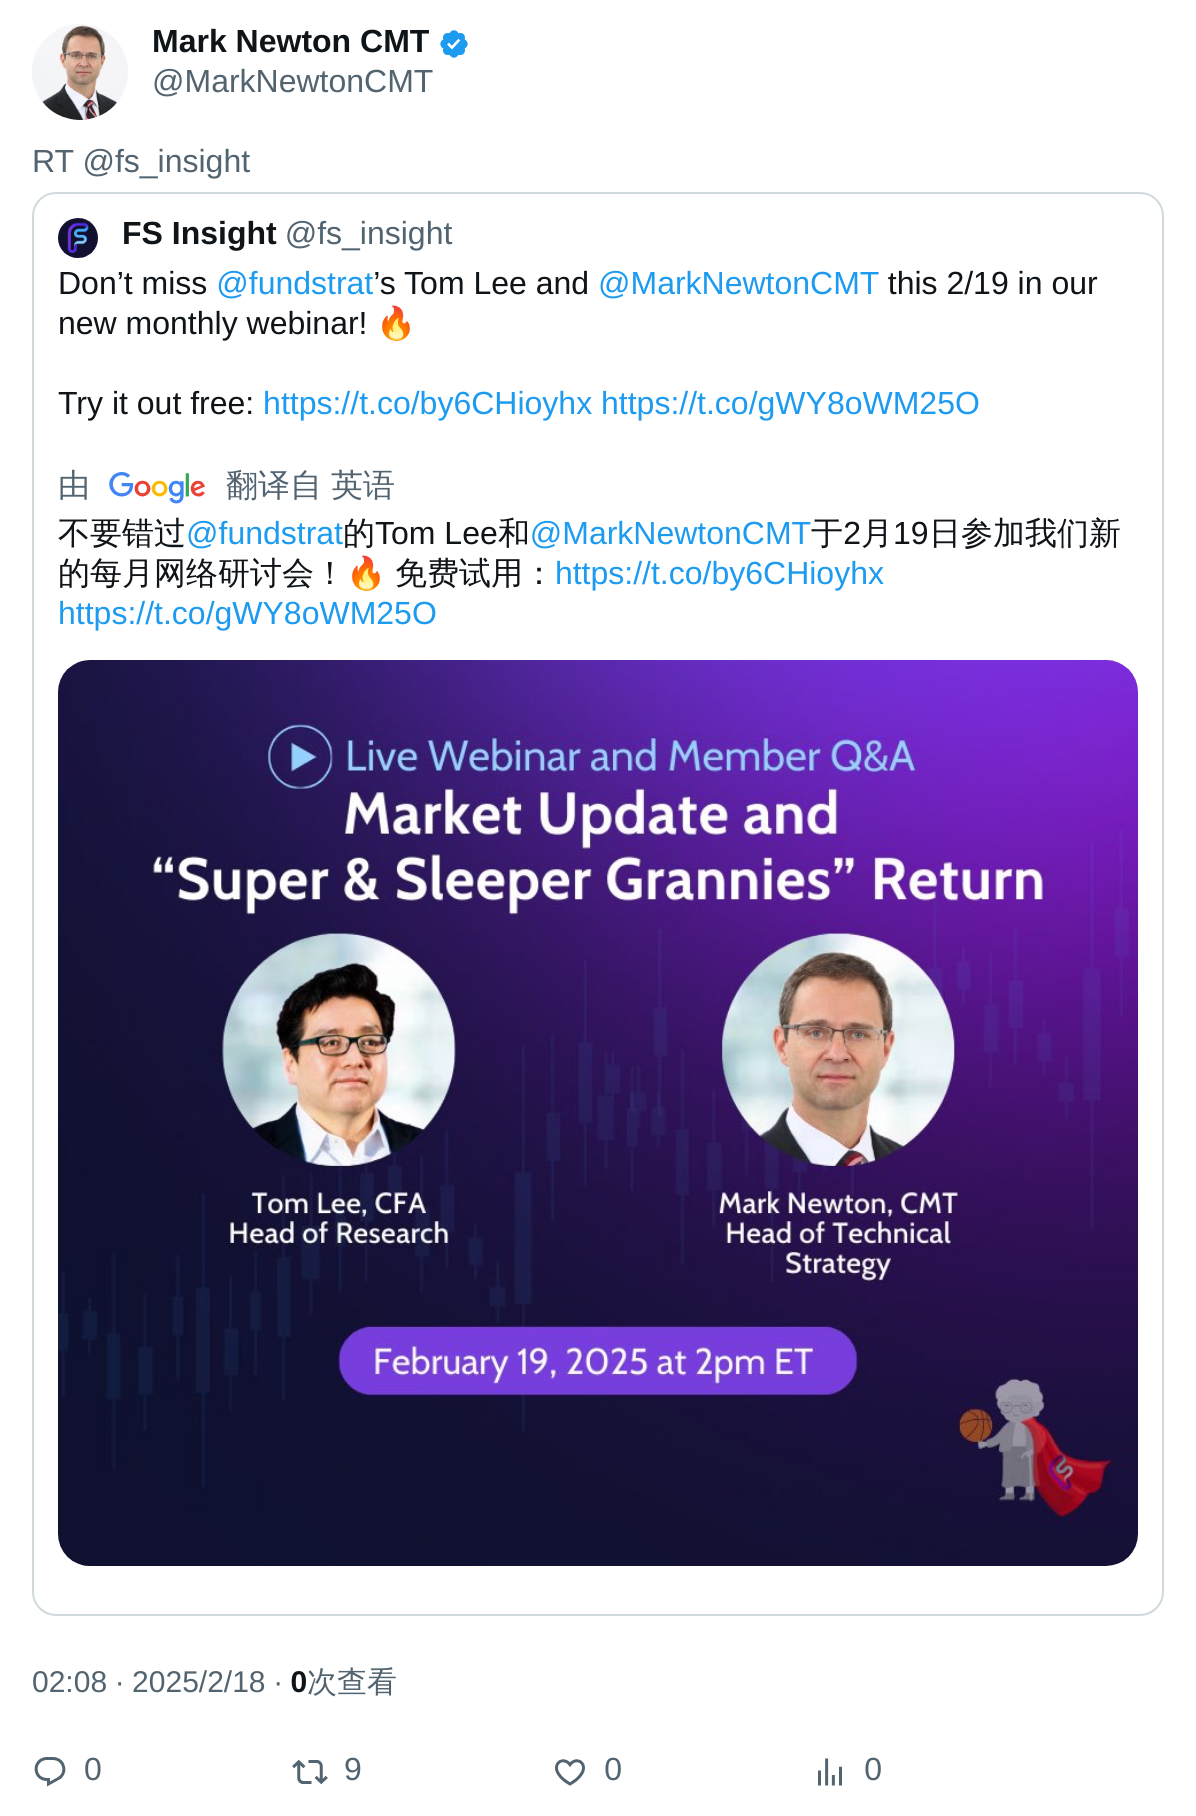 Mark Newton CMT
@MarkNewtonCMT
RT @fs_insight
FS Insight @fs_insight
Don’t miss @fundstrat’s Tom Lee and @MarkNewtonCMT this 2/19 in our
new monthly webinar! 🔥
Try it out free: https://t.co/by6CHioyhx https://t.co/gWY8oWM25O
由 Google 翻译自 英语
不要错过@fundstrat的Tom Lee和@MarkNewtonCMT于2月19日参加我们新
的每月网络研讨会！🔥 免费试用：https://t.co/by6CHioyhx
https://t.co/gWY8oWM25O
Live Webinar and Member Q&A
Market Update and
“Super & Sleeper Grannies” Return
Tom Lee, CFA
Head of Research
Mark Newton, CMT
Head of Technical
Strategy
February 19, 2025 at 2pm ET
02:08 · 2025/2/18 · 0次查看
0 9 0 0